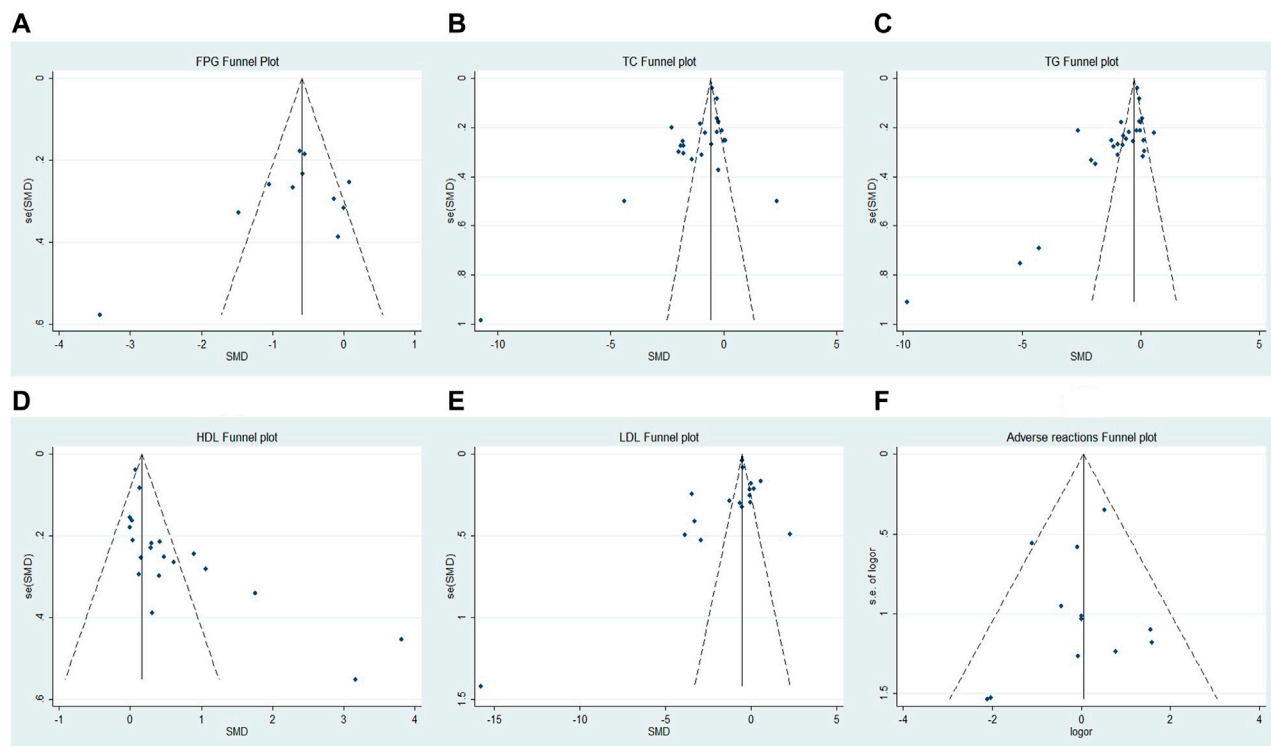 A
B
C
FPG Funnel Plot
TC Funnel plot
TG Funnel plot
se(SMD)
0
.2
.4
.6
-4
-3
-2
-1
0
1
SMD
se(SMD)
0
.2
.4
.6
.8
1
-10
-5
0
5
SMD
se(SMD)
0
.2
.4
.6
.8
1
-10
-5
0
5
SMD
D
E
F
HDL Funnel plot
LDL Funnel plot
Adverse reactions Funnel plot
se(SMD)
0
.2
.4
.6
-1
0
1
2
3
4
SMD
se(SMD)
0
.5
1
1.5
-15
-10
-5
0
5
SMD
s.e. of logor
0
.5
1
1.5
-4
-2
0
2
4
logor